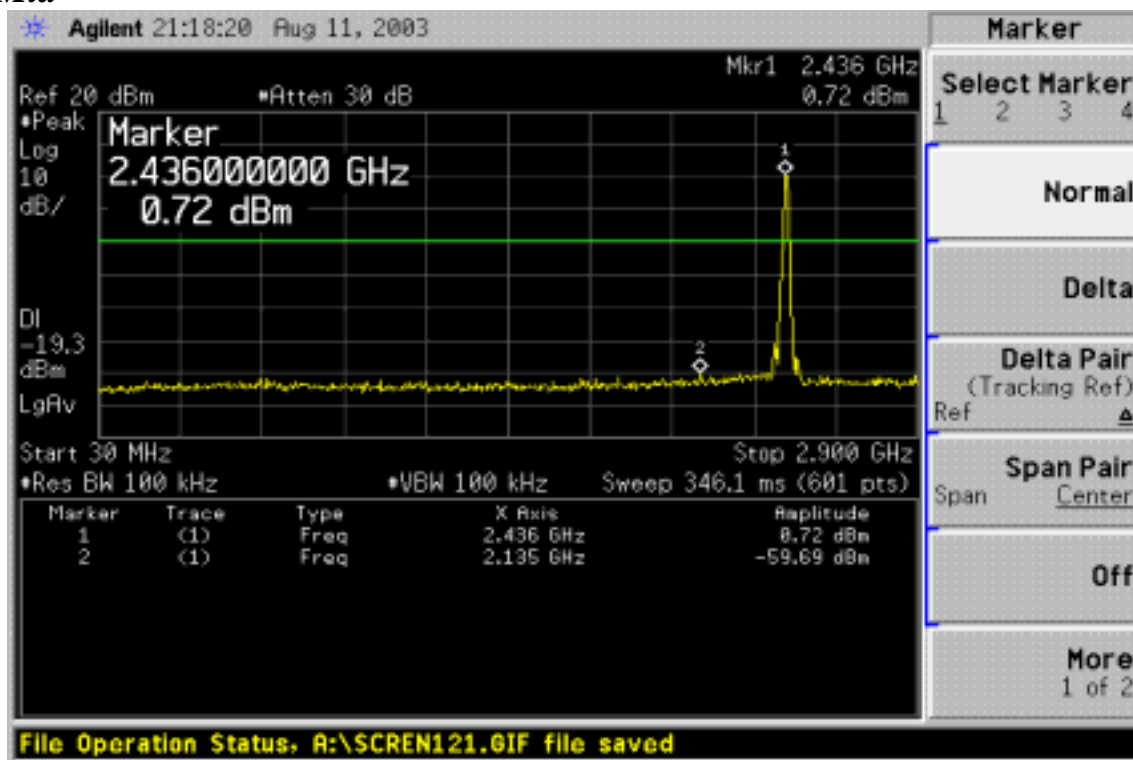 Agilent 21:18:20 Aug 11, 2003
Marker
Mkr1 2.436 GHz
Ref 20 dBm #Atten 30 dB 0.72 dBm
#Peak
Log
10
dB/
Marker
2.436000000 GHz
0.72 dBm
1
DI
-19.3
dBm
2
LgAv
Start 30 MHz Stop 2.900 GHz
#Res BW 100 kHz #VBW 100 kHz Sweep 346.1 ms (601 pts)
Marker Trace Type X Axis Amplitude
1 (1) Freq 2.436 GHz 0.72 dBm
2 (1) Freq 2.135 GHz -59.69 dBm
Select Marker
1 2 3 4
Normal
Delta
Delta Pair
(Tracking Ref)
Ref Δ
Span Pair
Span Center
Off
More
1 of 2
File Operation Status, A:\SCREN121.GIF file saved